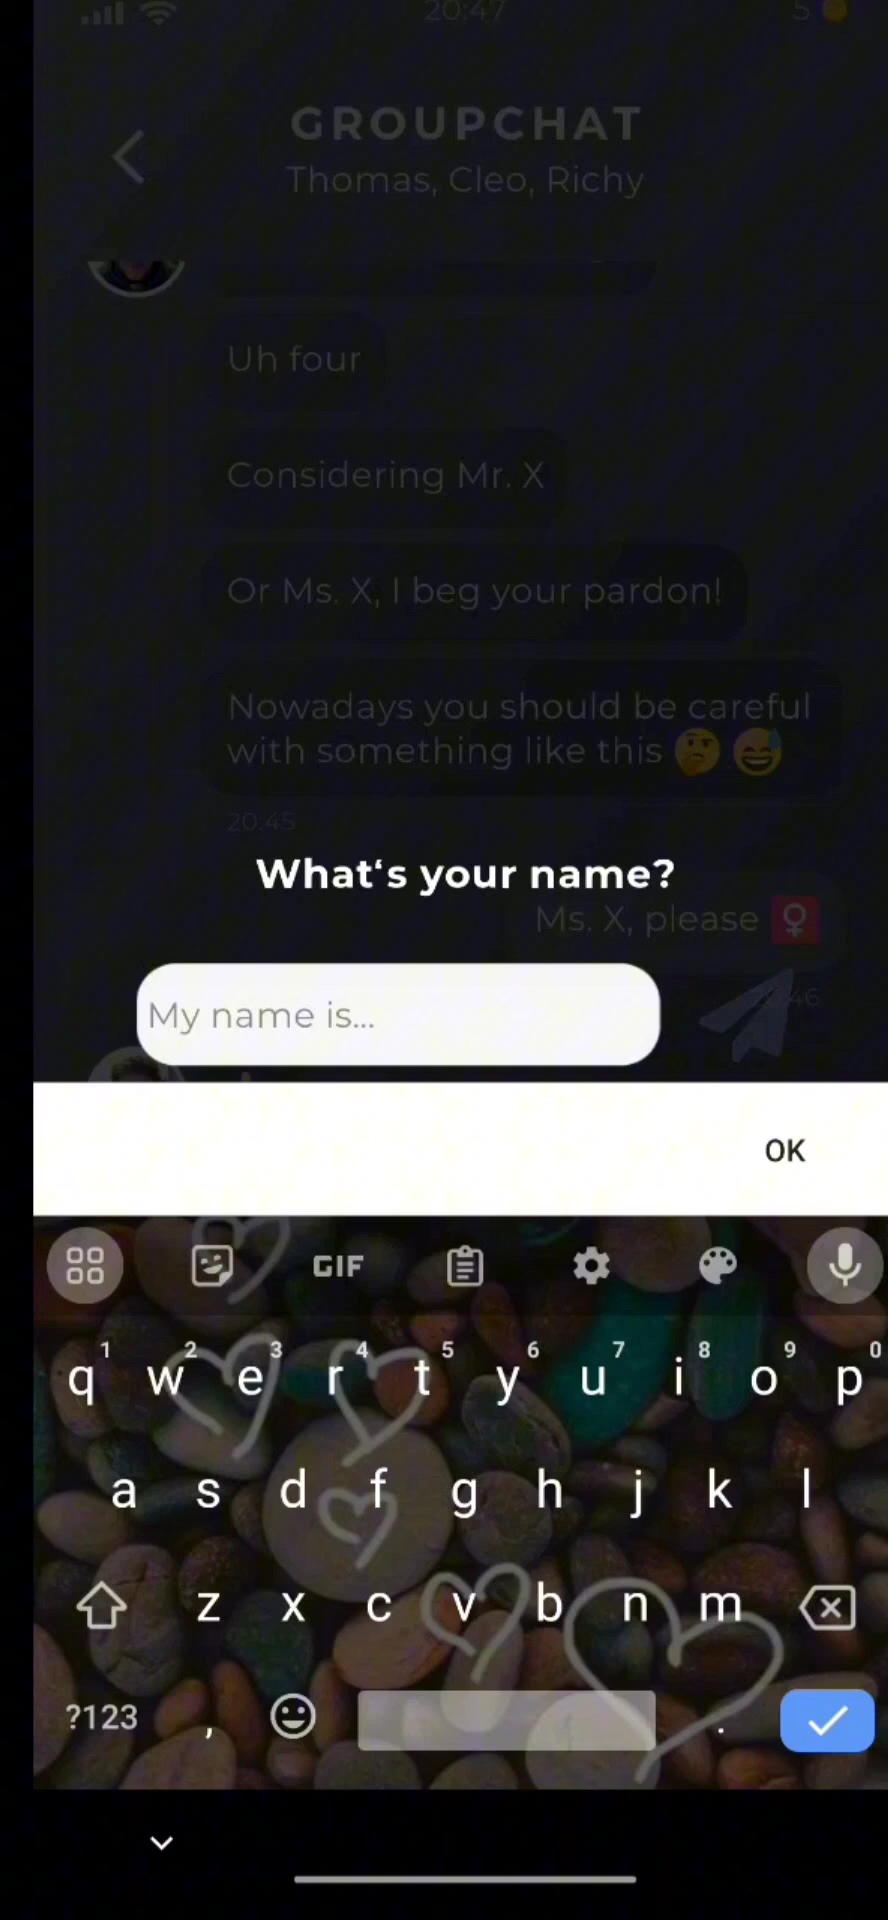 20:47
5
GROUPCHAT
Thomas, Cleo, Richy
Uh four
Considering Mr. X
Or Ms. X, I beg your pardon!
Nowadays you should be careful
with something like this 🤔 😅
20:45
What‘s your name?
Ms. X, please ♀
46
My name is...
OK
GIF
1 2 3 4 5 6 7 8 9 0
q w e r t y u i o p
a s d f g h j k l
z x c v b n m
?123 , .